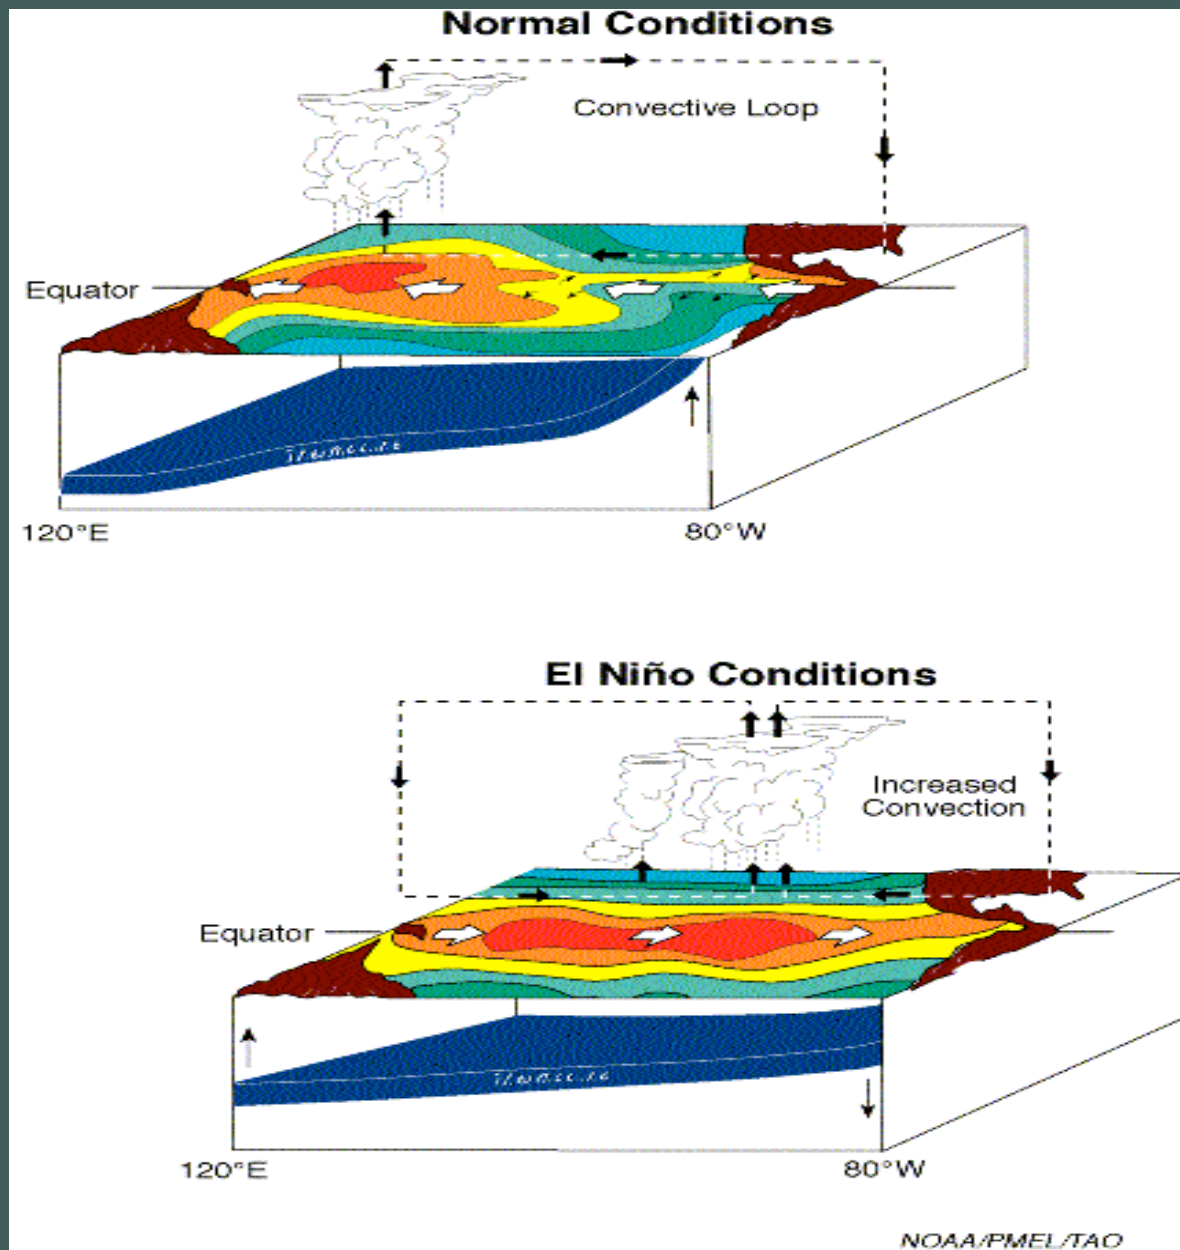 Normal Conditions
Convective Loop
Equator
120°E
80°W
El Niño Conditions
Increased
Convection
Equator
120°E
80°W
NOAA/PMEL/TAO